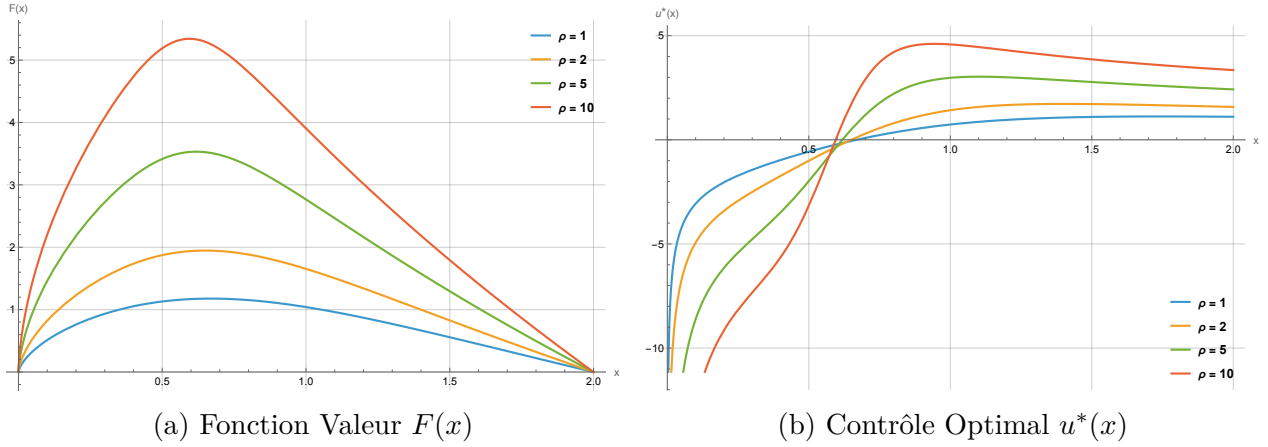 F(x)
5
4
3
2
1
0.5
1.0
1.5
2.0
x
ρ = 1
ρ = 2
ρ = 5
ρ = 10
(a) Fonction Valeur F(x)
u*(x)
5
-5
-10
0.5
1.0
1.5
2.0
x
ρ = 1
ρ = 2
ρ = 5
ρ = 10
(b) Contrôle Optimal u*(x)